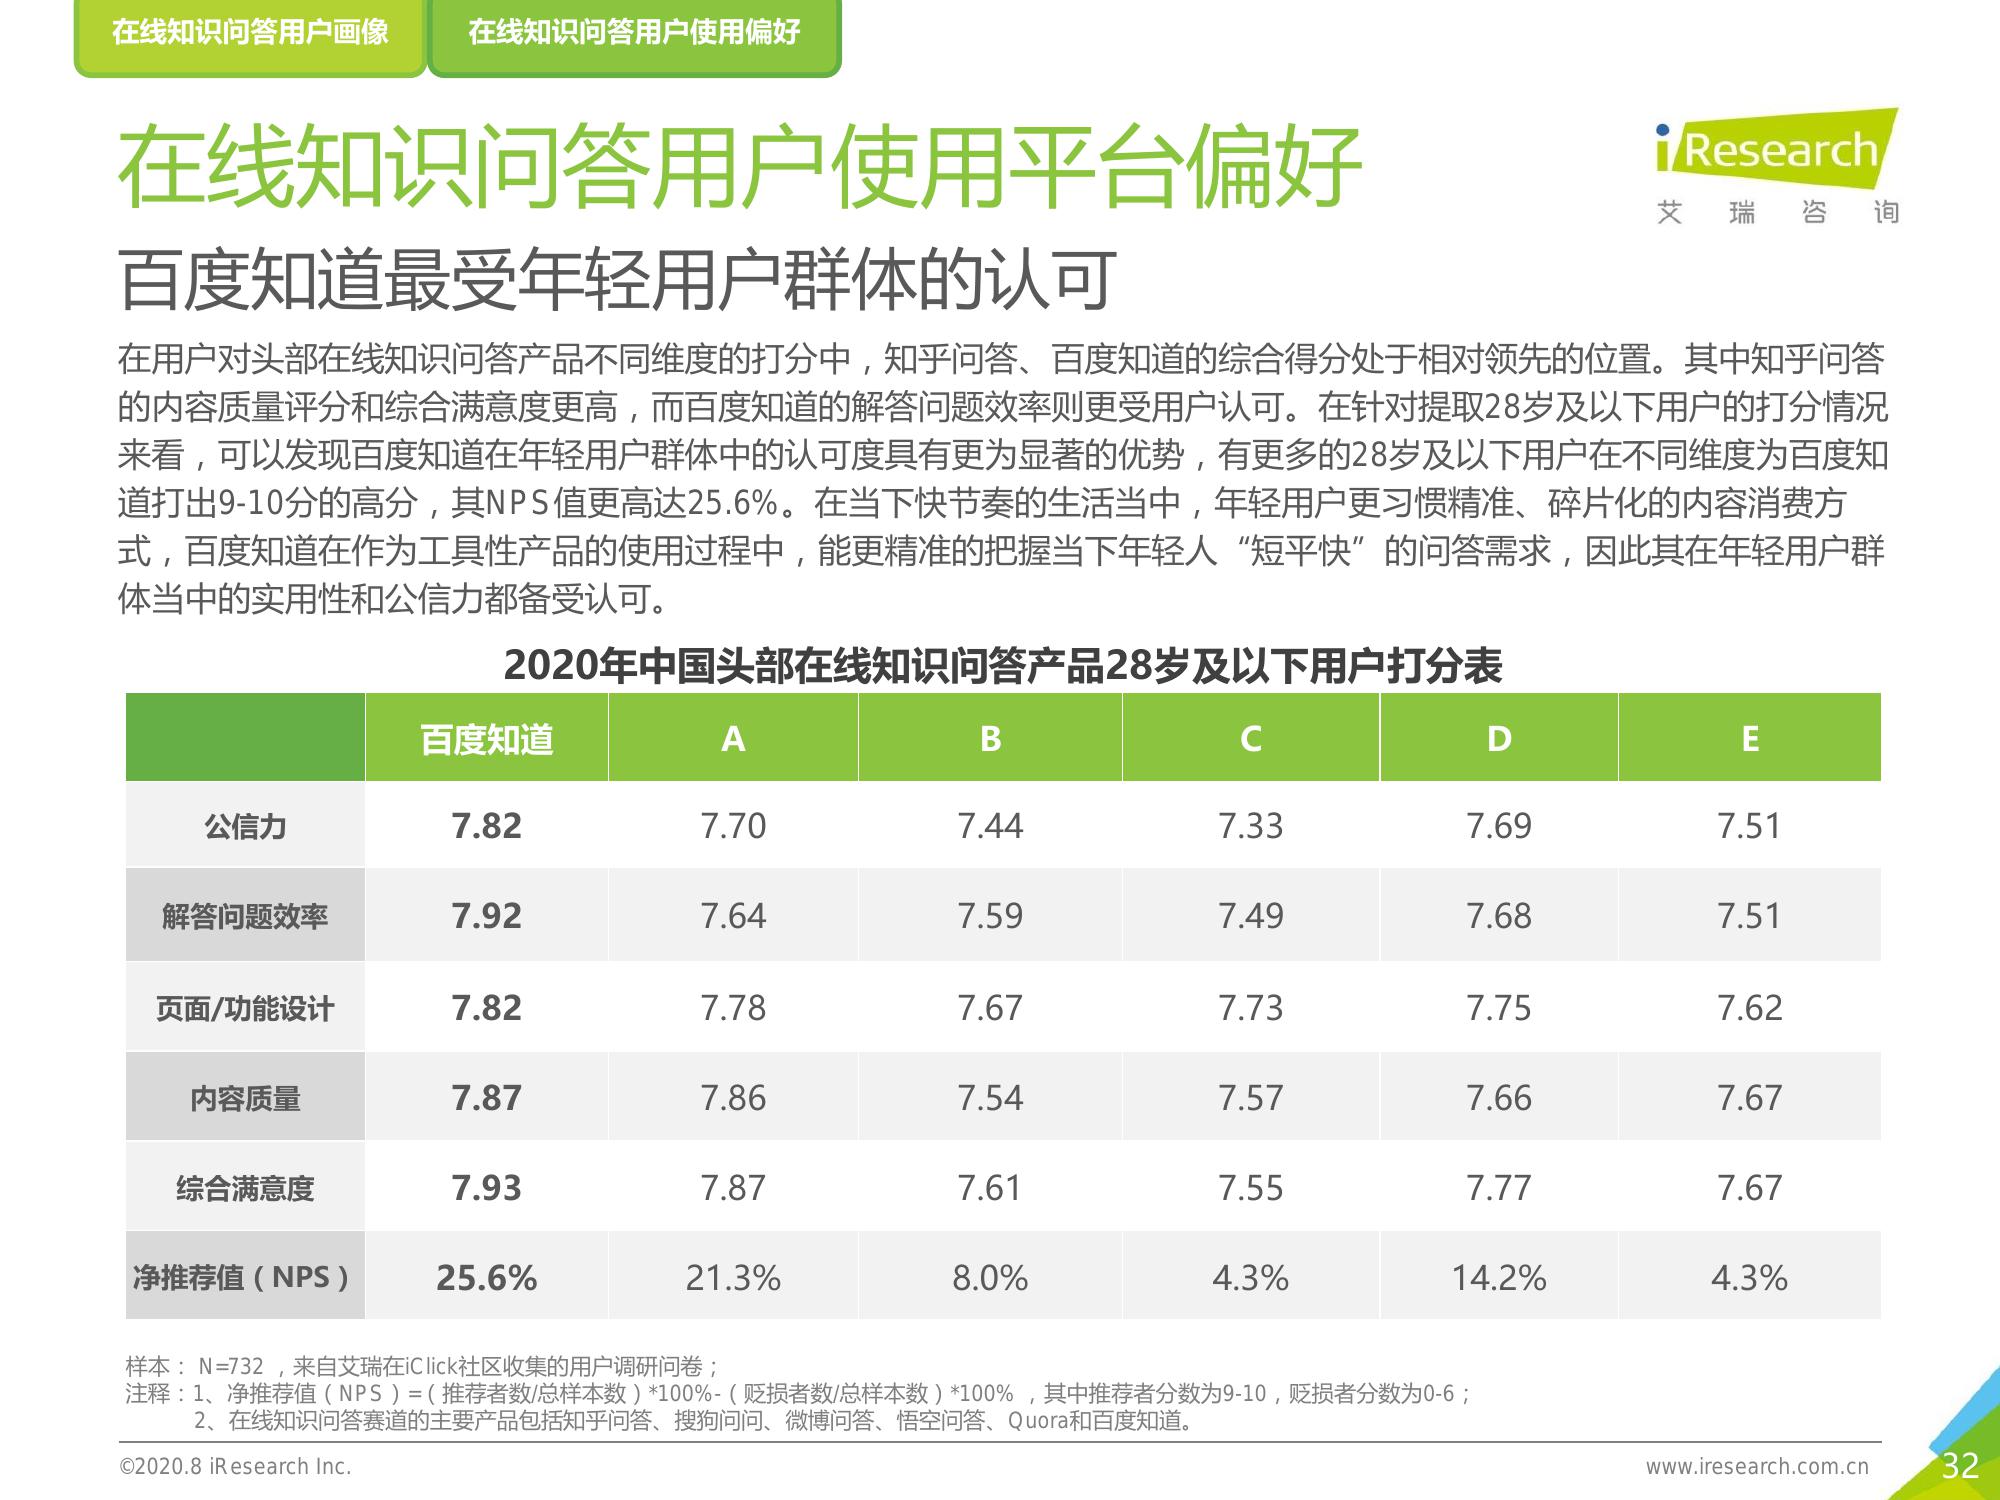 在线知识问答用户画像
在线知识问答用户使用偏好
在线知识问答用户使用平台偏好
iResearch
艾瑞咨询
百度知道最受年轻用户群体的认可
在用户对头部在线知识问答产品不同维度的打分中，知乎问答、百度知道的综合得分处于相对领先的位置。其中知乎问答
的内容质量评分和综合满意度更高，而百度知道的解答问题效率则更受用户认可。在针对提取28岁及以下用户的打分情况
来看，可以发现百度知道在年轻用户群体中的认可度具有更为显著的优势，有更多的28岁及以下用户在不同维度为百度知
道打出9-10分的高分，其NPS值更高达25.6%。在当下快节奏的生活当中，年轻用户更习惯精准、碎片化的内容消费方
式，百度知道在作为工具性产品的使用过程中，能更精准的把握当下年轻人“短平快”的问答需求，因此其在年轻用户群
体当中的实用性和公信力都备受认可。
2020年中国头部在线知识问答产品28岁及以下用户打分表
百度知道 A B C D E
公信力 7.82 7.70 7.44 7.33 7.69 7.51
解答问题效率 7.92 7.64 7.59 7.49 7.68 7.51
页面/功能设计 7.82 7.78 7.67 7.73 7.75 7.62
内容质量 7.87 7.86 7.54 7.57 7.66 7.67
综合满意度 7.93 7.87 7.61 7.55 7.77 7.67
净推荐值（NPS） 25.6% 21.3% 8.0% 4.3% 14.2% 4.3%
样本： N=732 ，来自艾瑞在iClick社区收集的用户调研问卷；
注释：1、净推荐值（NPS）=（推荐者数/总样本数）*100%-（贬损者数/总样本数）*100% ，其中推荐者分数为9-10，贬损者分数为0-6；
2、在线知识问答赛道的主要产品包括知乎问答、搜狗问问、微博问答、悟空问答、Quora和百度知道。
©2020.8 iResearch Inc.
www.iresearch.com.cn
32